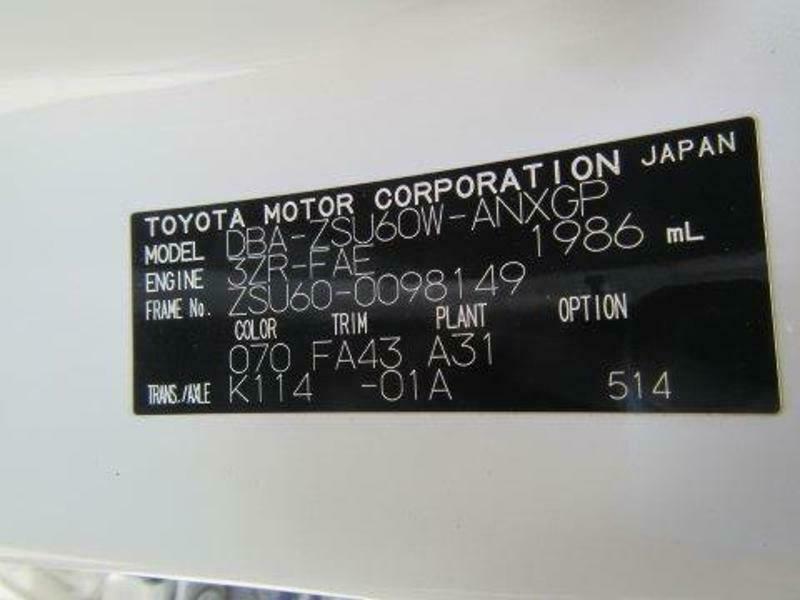 TOYOTA MOTOR CORPORATION JAPAN
MODEL DBA-ZSU60W-ANXGP
ENGINE 3ZR-FAE 1986 mL
FRAME No. ZSU60-0098149
COLOR TRIM PLANT OPTION
070 FA43 A31
TRANS./AXLE K114 -01A 514